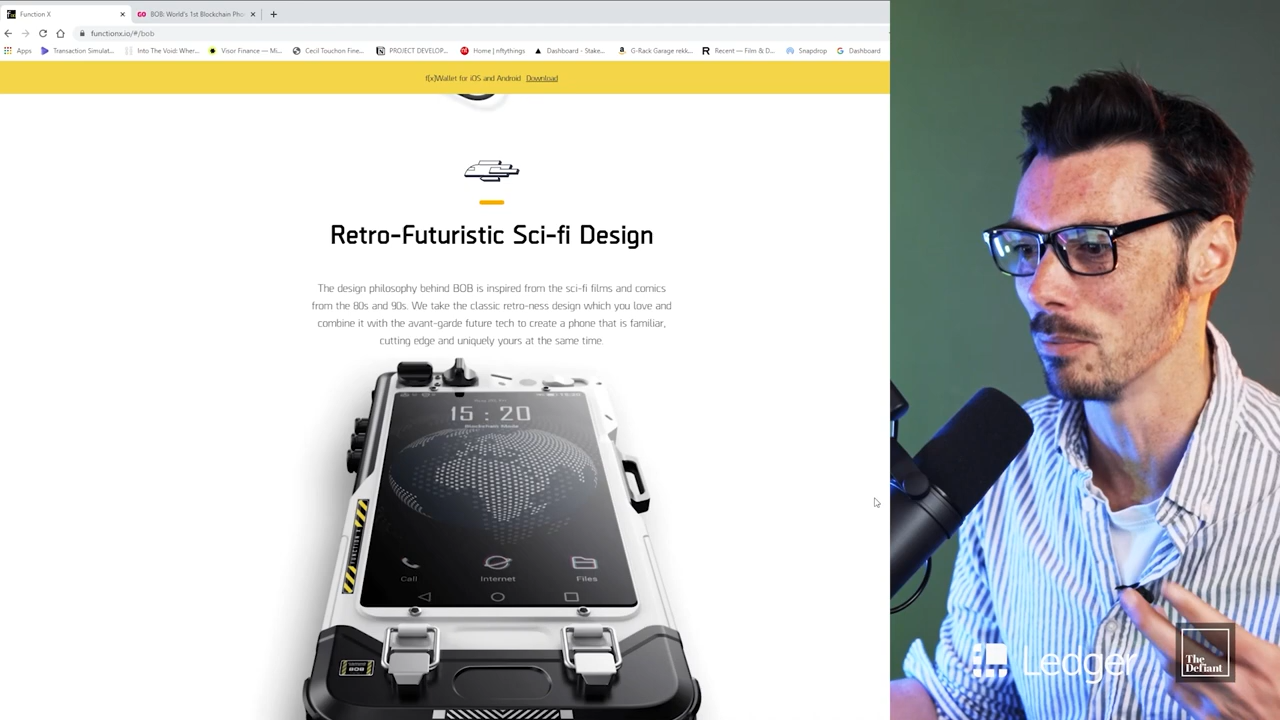 Function X
BOB: World's 1st Blockchain Pho
functionx.io/#/bob
Apps
Transaction Simulat...
Into The Void: Wher...
Visor Finance — Mi...
Cecil Touchon Fine...
PROJECT DEVELOP...
Home | nftythings
Dashboard - Stake...
G-Rack Garage rekk...
Recent — Film & D...
Snapdrop
Dashboard
f(x)Wallet for iOS and Android Download
Retro-Futuristic Sci-fi Design
The design philosophy behind BOB is inspired from the sci-fi films and comics
from the 80s and 90s. We take the classic retro-ness design which you love and
combine it with the avant-garde future tech to create a phone that is familiar,
cutting edge and uniquely yours at the same time.
15 : 20
Blockchain Mode
Call
Internet
Files
FUNCTION X
BOB
Ledger
The
Defiant